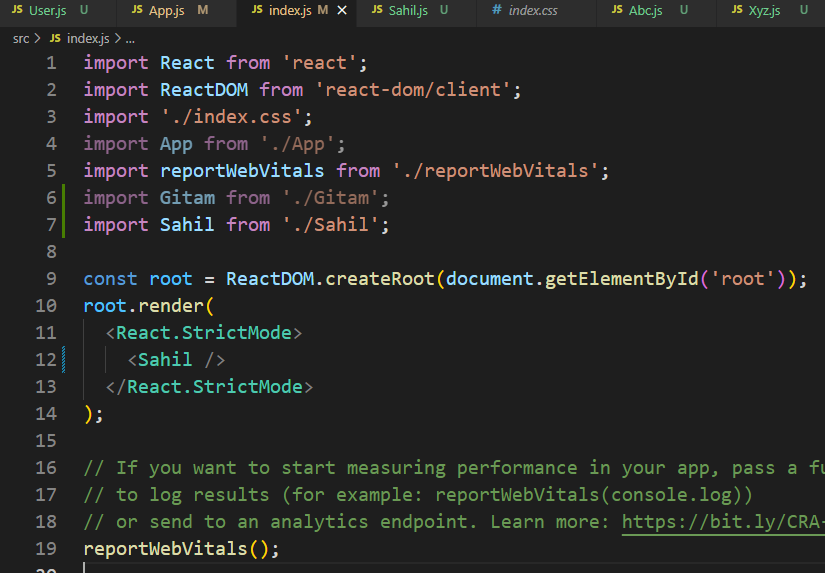 JS User.js U JS App.js M JS index.js M × JS Sahil.js U # index.css JS Abc.js U JS Xyz.js U
src > JS index.js > ...
1 import React from 'react';
2 import ReactDOM from 'react-dom/client';
3 import './index.css';
4 import App from './App';
5 import reportWebVitals from './reportWebVitals';
6 import Gitam from './Gitam';
7 import Sahil from './Sahil';
8
9 const root = ReactDOM.createRoot(document.getElementById('root'));
10 root.render(
11 <React.StrictMode>
12 <Sahil />
13 </React.StrictMode>
14 );
15
16 // If you want to start measuring performance in your app, pass a fu
17 // to log results (for example: reportWebVitals(console.log))
18 // or send to an analytics endpoint. Learn more: https://bit.ly/CRA-
19 reportWebVitals();
20